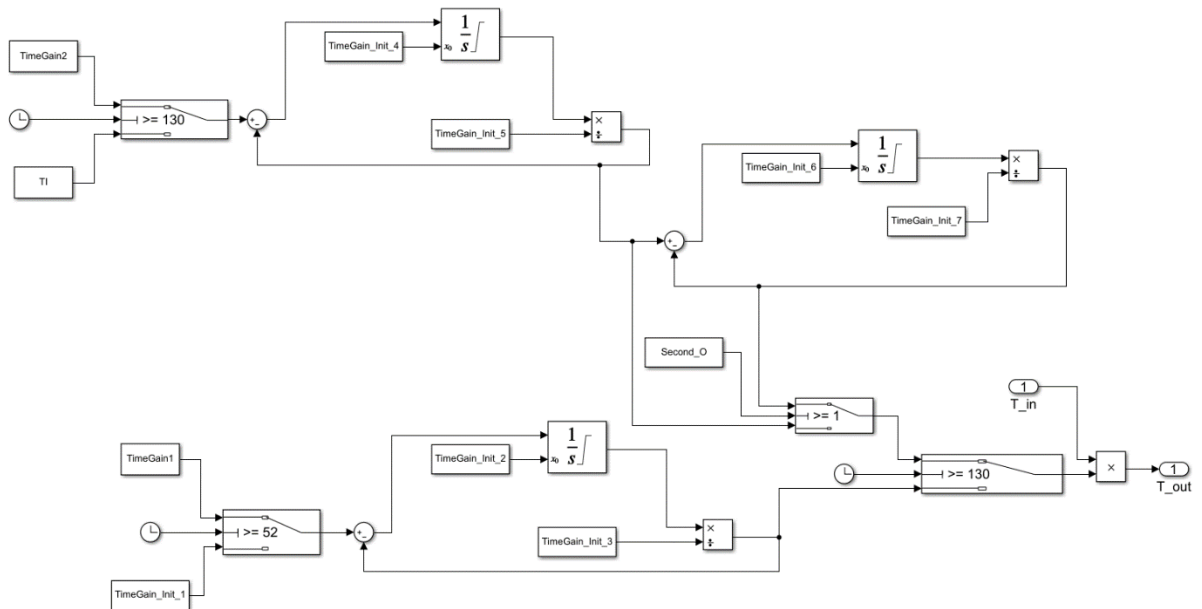 1
s
x₀
TimeGain_Init_4
TimeGain2
>= 130
+
-
×
÷
TimeGain_Init_5
TI
1
s
x₀
TimeGain_Init_6
×
÷
TimeGain_Init_7
+
-
Second_O
1
T_in
>= 1
1
s
x₀
TimeGain_Init_2
TimeGain1
>= 130
×
1
T_out
>= 52
+
-
×
÷
TimeGain_Init_3
TimeGain_Init_1